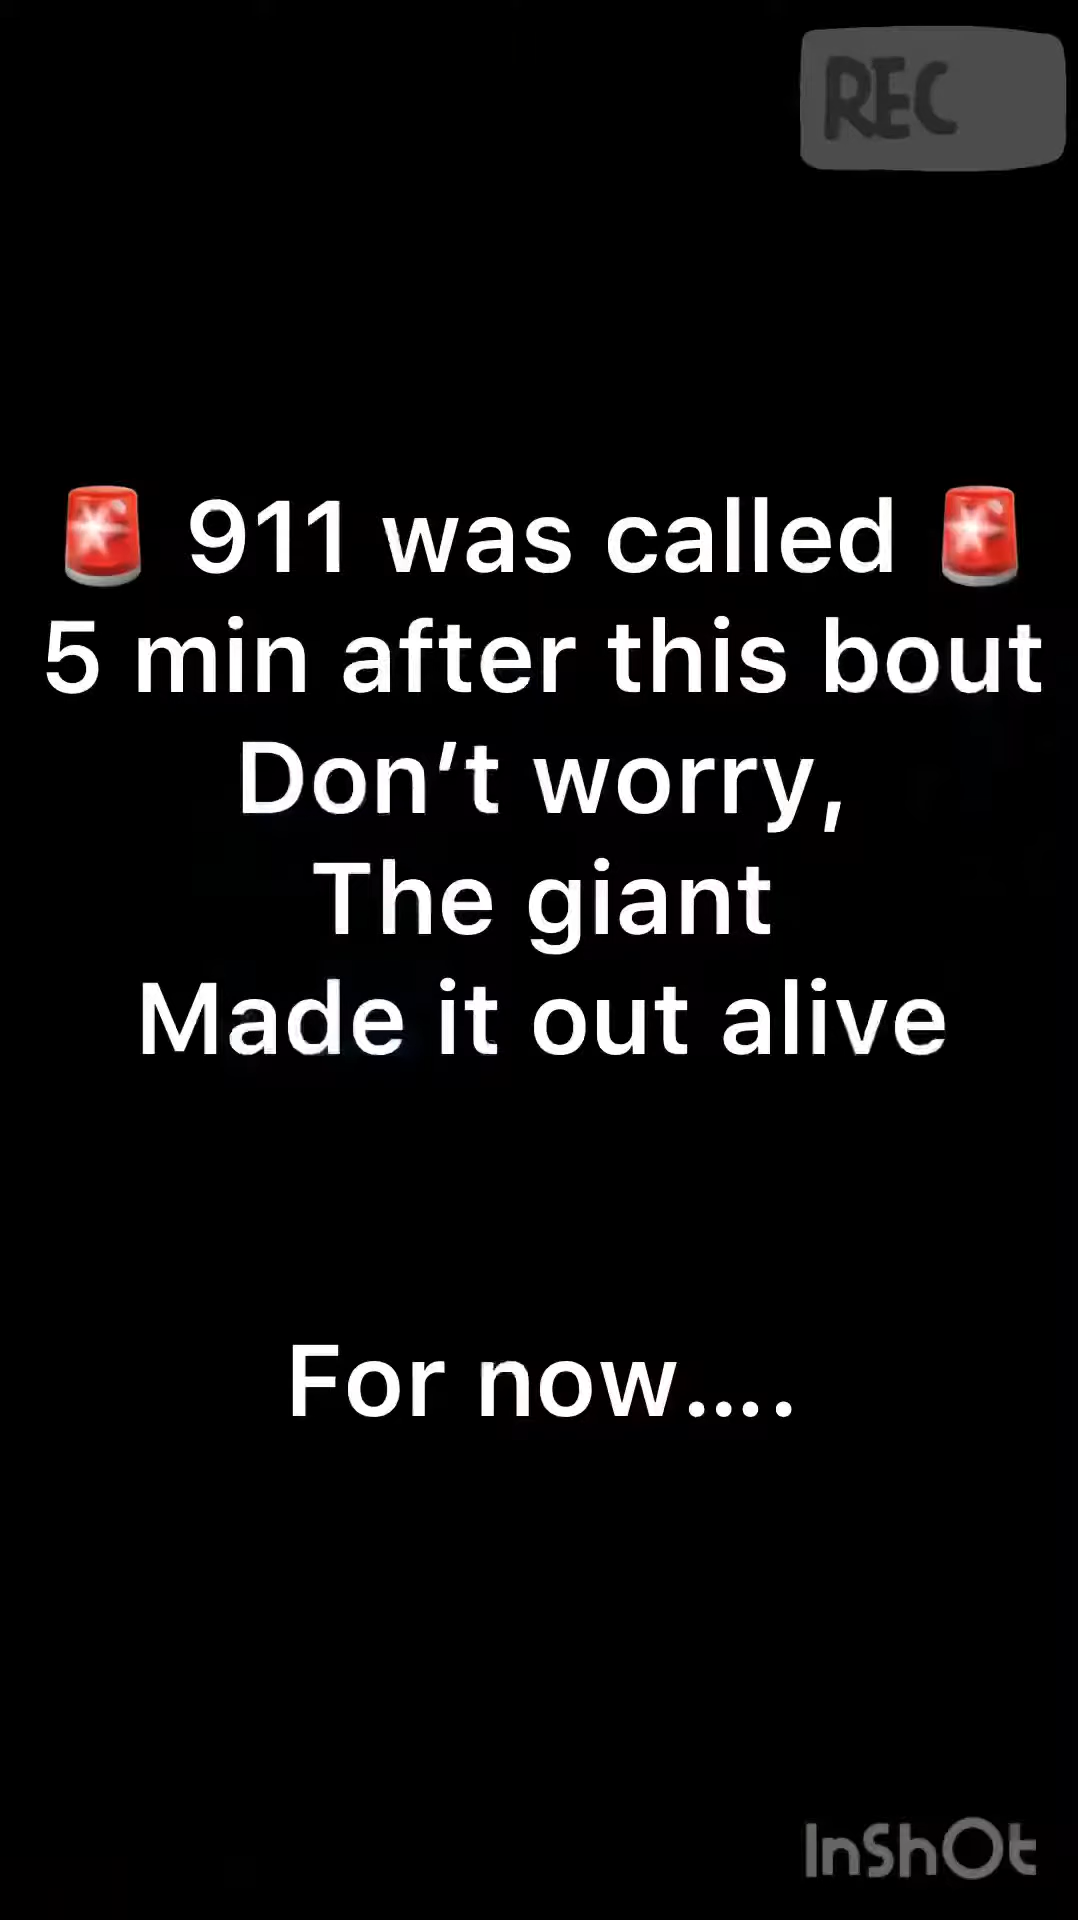 REC
🚨 911 was called 🚨
5 min after this bout
Don’t worry,
The giant
Made it out alive
For now....
InShOt